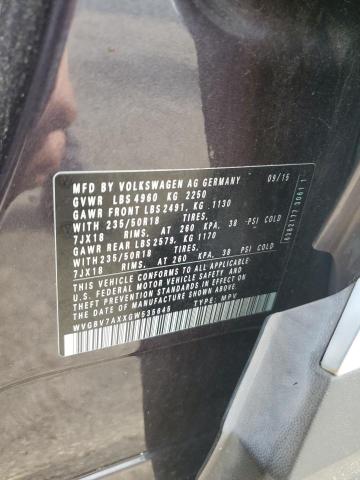 MFD BY VOLKSWAGEN AG GERMANY 09/15
GVWR LBS 4960 KG 2250
GAWR FRONT LBS 2491, KG .1130
WITH 235/50R18 TIRES,
7JX18 RIMS, AT 260 KPA, 38 PSI COLD
GAWR REAR LBS 2579, KG 1170
WITH 235/50R18 TIRES,
7JX18 RIMS. AT 260 KPA, 38 PSI COLD
THIS VEHICLE CONFORMS TO ALL
APPLICABLE FEDERAL MOTOR VEHICLE
SAFETY STANDARDS IN EFFECT ON THE
DATE OF MANUFACTURE SHOWN ABOVE.
WVGBV7AXXGW535645 TYPE: MPV